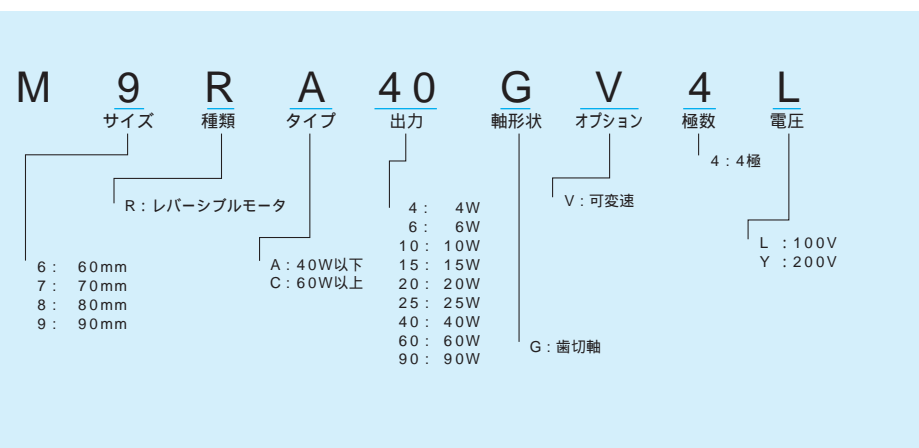 M 9 R A 40 G V 4 L
サイズ 種類 タイプ 出力 軸形状 オプション 極数 電圧
4：4極
R：レバーシブルモータ
V：可変速
4： 4W
6： 6W
10： 10W
15： 15W
20： 20W
25： 25W
40： 40W
60： 60W
90： 90W
L ：100V
Y ：200V
A：40W以下
C：60W以上
6： 60mm
7： 70mm
8： 80mm
9： 90mm
G：歯切軸